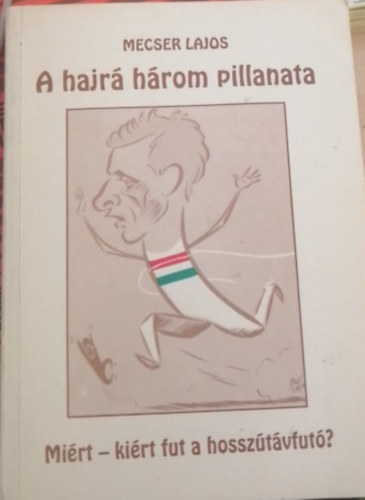 MECSER LAJOS
A hajrá három pillanata
Miért – kiért fut a hosszútávfutó?